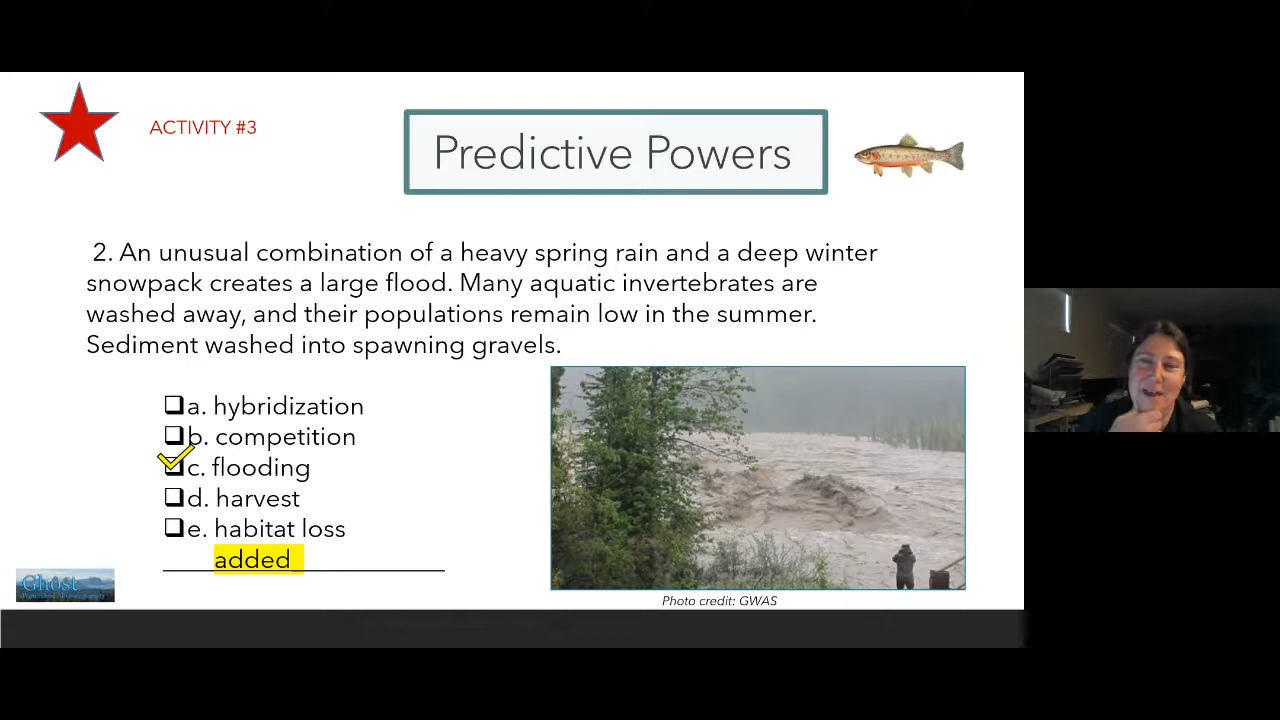 ACTIVITY #3
Predictive Powers
2. An unusual combination of a heavy spring rain and a deep winter
snowpack creates a large flood. Many aquatic invertebrates are
washed away, and their populations remain low in the summer.
Sediment washed into spawning gravels.
a. hybridization
b. competition
c. flooding
d. harvest
e. habitat loss
added
Ghost
Photo credit: GWAS